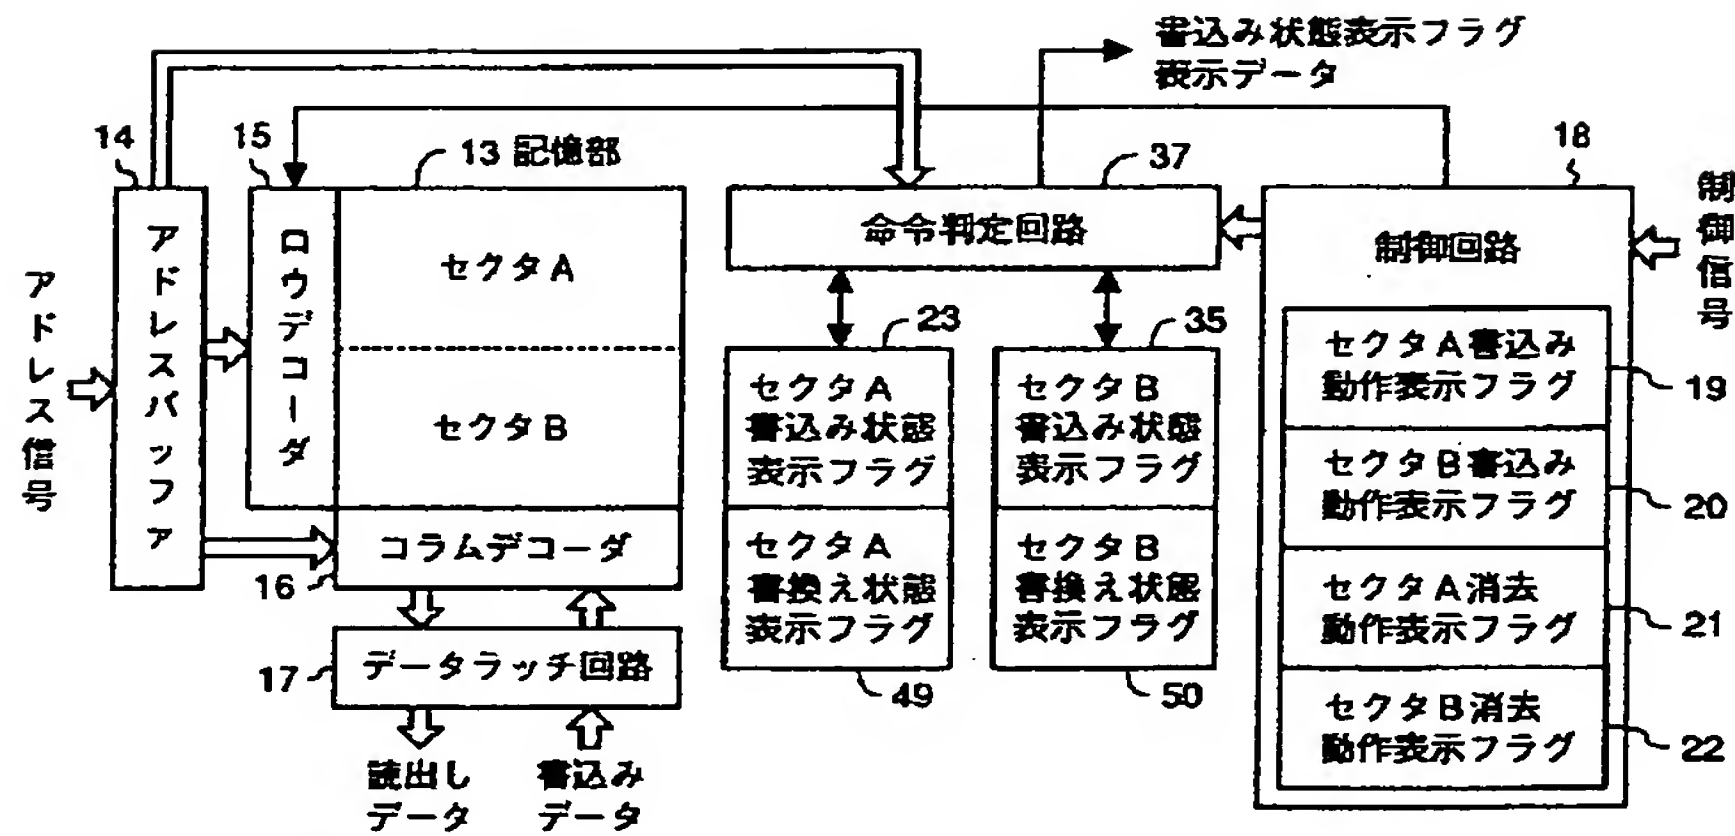 書込み状態表示フラグ
表示データ
14
15
13 記憶部
37
18
アドレス信号
アドレスバッファ
ロウデコーダ
セクタA
セクタB
命令判定回路
制御回路
制御信号
23
35
セクタA
書込み状態
表示フラグ
セクタB
書込み状態
表示フラグ
セクタA書込み
動作表示フラグ
19
セクタB書込み
動作表示フラグ
20
コラムデコーダ
16
セクタA
書換え状態
表示フラグ
セクタB
書換え状態
表示フラグ
セクタA消去
動作表示フラグ
21
17
データラッチ回路
49
50
セクタB消去
動作表示フラグ
22
読出し
データ
書込み
データ